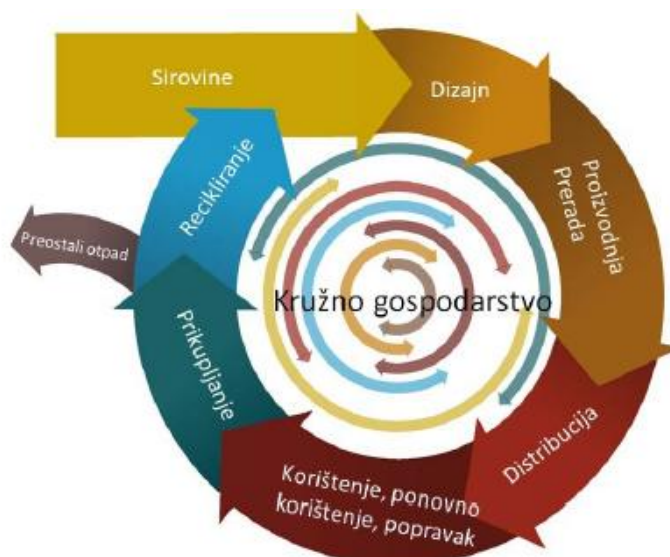 Sirovine
Dizajn
Proizvodnja
Prerada
Distribucija
Korištenje, ponovno
korištenje, popravak
Prikupljanje
Preostali otpad
Recikliranje
Kružno gospodarstvo